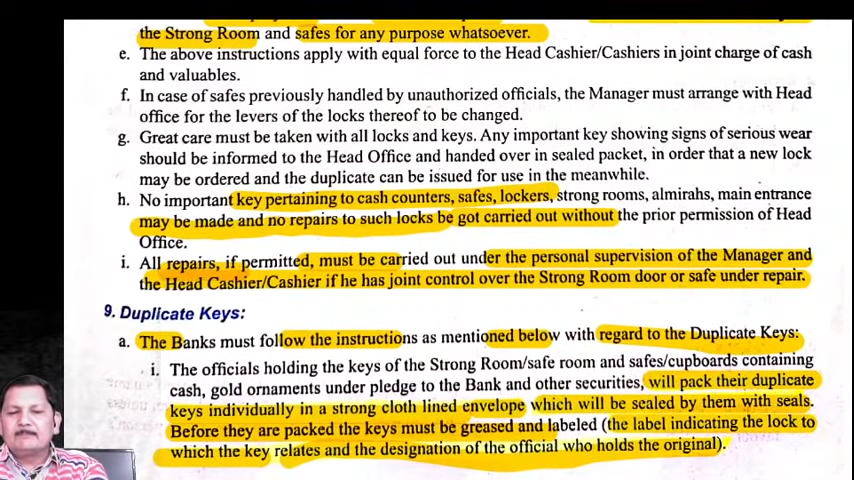 the Strong Room and safes for any purpose whatsoever.
e. The above instructions apply with equal force to the Head Cashier/Cashiers in joint charge of cash
and valuables.
f. In case of safes previously handled by unauthorized officials, the Manager must arrange with Head
office for the levers of the locks thereof to be changed.
g. Great care must be taken with all locks and keys. Any important key showing signs of serious wear
should be informed to the Head Office and handed over in sealed packet, in order that a new lock
may be ordered and the duplicate can be issued for use in the meanwhile.
h. No important key pertaining to cash counters, safes, lockers, strong rooms, almirahs, main entrance
may be made and no repairs to such locks be got carried out without the prior permission of Head
Office.
i. All repairs, if permitted, must be carried out under the personal supervision of the Manager and
the Head Cashier/Cashier if he has joint control over the Strong Room door or safe under repair.
9. Duplicate Keys:
a. The Banks must follow the instructions as mentioned below with regard to the Duplicate Keys:
i. The officials holding the keys of the Strong Room/safe room and safes/cupboards containing
cash, gold ornaments under pledge to the Bank and other securities, will pack their duplicate
keys individually in a strong cloth lined envelope which will be sealed by them with seals.
Before they are packed the keys must be greased and labeled (the label indicating the lock to
which the key relates and the designation of the official who holds the original).